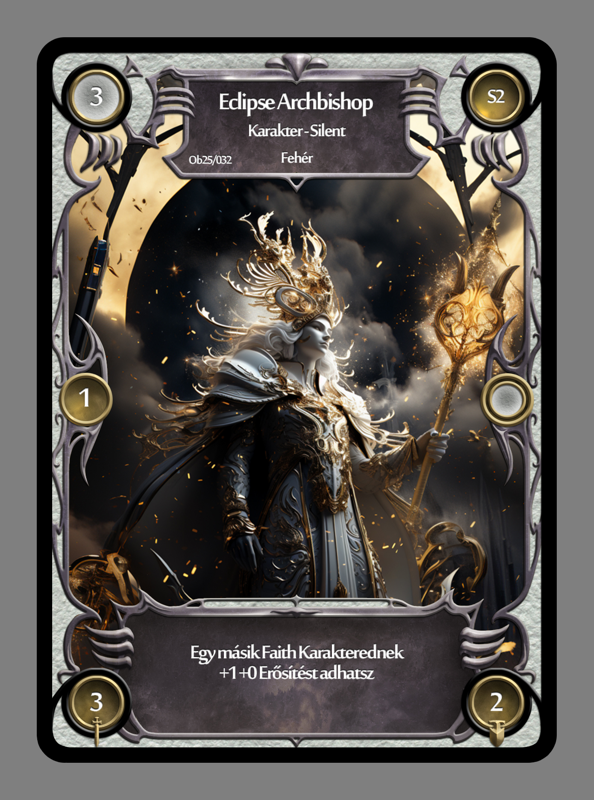 3
Eclipse Archbishop
S2
Karakter - Silent
Ob25/032
Fehér
1
Egy másik Faith Karakterednek
+1 +0 Erősítést adhatsz
3
2